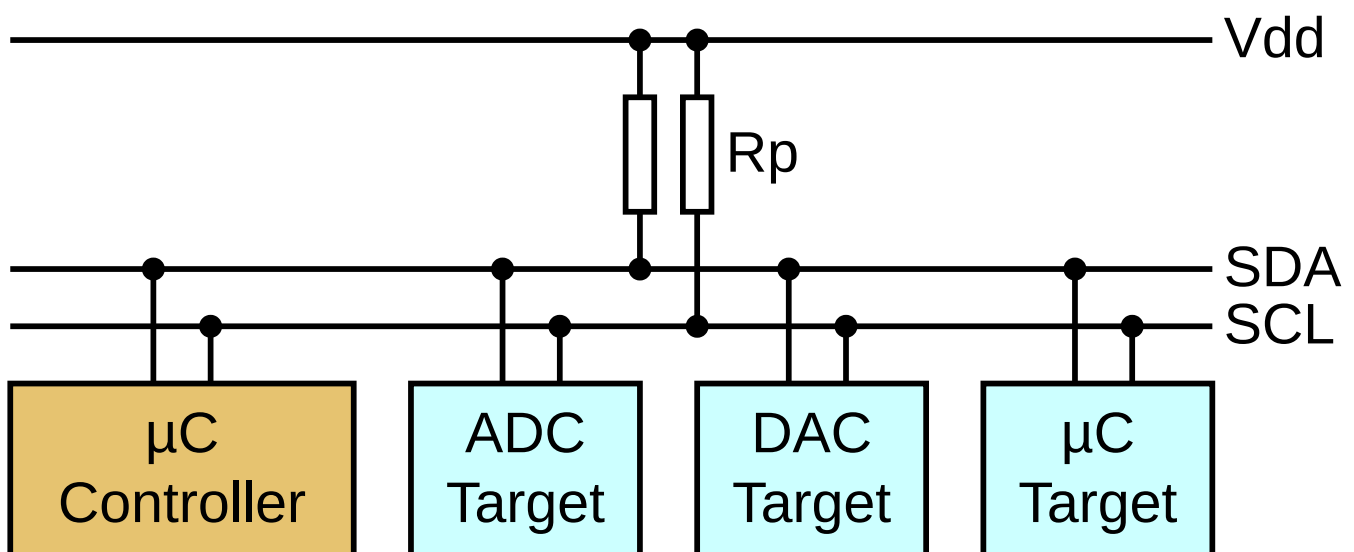 Vdd
Rp
SDA
SCL
µC
Controller
ADC
Target
DAC
Target
µC
Target